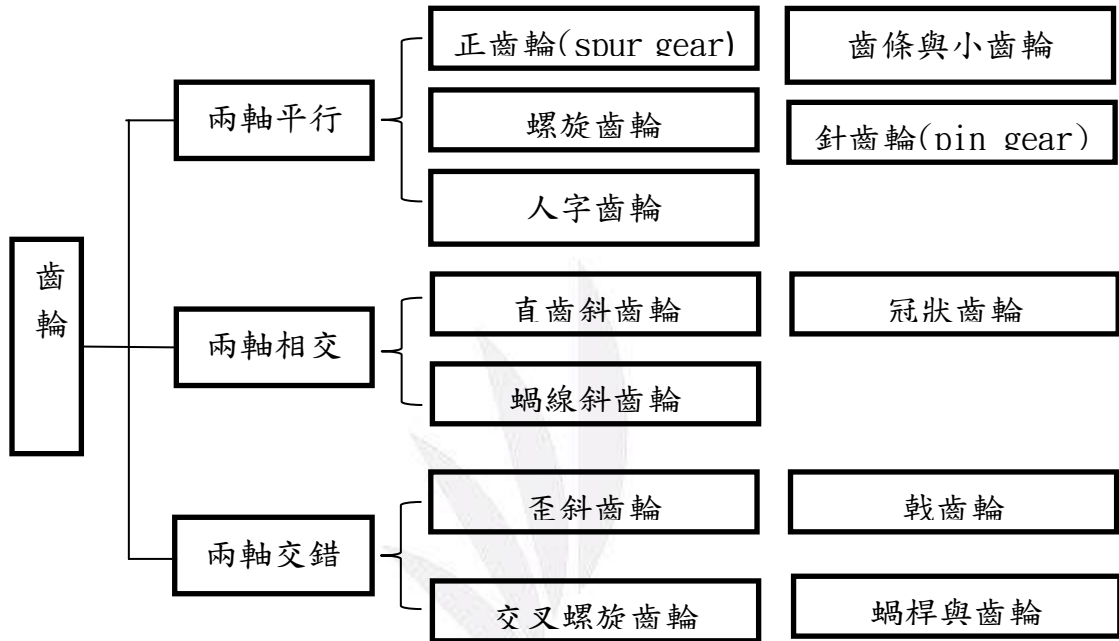 正齒輪(spur gear)
齒條與小齒輪
兩軸平行
螺旋齒輪
針齒輪(pin gear)
人字齒輪
齒輪
直齒斜齒輪
冠狀齒輪
兩軸相交
蝸線斜齒輪
歪斜齒輪
戟齒輪
兩軸交錯
交叉螺旋齒輪
蝸桿與齒輪